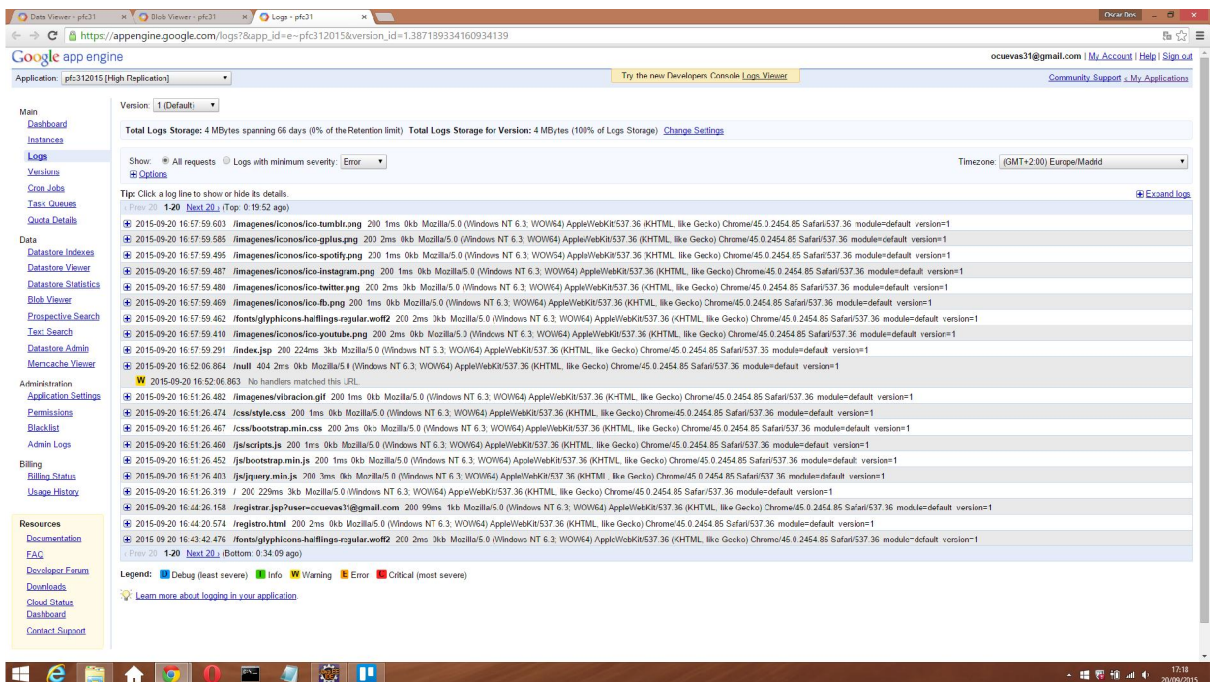 Data Viewer - pfc31
Blob Viewer - pfc31
Logs - pfc31
Oscar Dos
https://appengine.google.com/logs?&app_id=e~pfc312015&version_id=1.387189334160934139
Google app engine
ocuevas31@gmail.com | My Account | Help | Sign out
Application: pfc312015 [High Replication]
Try the new Developers Console Logs Viewer
Community Support « My Applications
Main
Dashboard
Instances
Logs
Versions
Cron Jobs
Task Queues
Quota Details
Data
Datastore Indexes
Datastore Viewer
Datastore Statistics
Blob Viewer
Prospective Search
Text Search
Datastore Admin
Memcache Viewer
Administration
Application Settings
Permissions
Blacklist
Admin Logs
Billing
Billing Status
Usage History
Resources
Documentation
FAQ
Developer Forum
Downloads
Cloud Status
Dashboard
Contact Support
Version: 1 (Default)
Total Logs Storage: 4 MBytes spanning 66 days (0% of the Retention limit) Total Logs Storage for Version: 4 MBytes (100% of Logs Storage) Change Settings
Show: All requests Logs with minimum severity: Error
Timezone: (GMT+2:00) Europe/Madrid
Options
Tip: Click a log line to show or hide its details.
Expand logs
‹ Prev 20 1-20 Next 20 › (Top: 0:19:52 ago)
2015-09-20 16:57:59.603 /imagenes/iconos/ico-tumblr.png 200 1ms 0kb Mozilla/5.0 (Windows NT 6.3; WOW64) AppleWebKit/537.36 (KHTML, like Gecko) Chrome/45.0.2454.85 Safari/537.36 module=default version=1
2015-09-20 16:57:59.585 /imagenes/iconos/ico-gplus.png 200 2ms 0kb Mozilla/5.0 (Windows NT 6.3; WOW64) AppleWebKit/537.36 (KHTML, like Gecko) Chrome/45.0.2454.85 Safari/537.36 module=default version=1
2015-09-20 16:57:59.495 /imagenes/iconos/ico-spotify.png 200 1ms 0kb Mozilla/5.0 (Windows NT 6.3; WOW64) AppleWebKit/537.36 (KHTML, like Gecko) Chrome/45.0.2454.85 Safari/537.36 module=default version=1
2015-09-20 16:57:59.487 /imagenes/iconos/ico-instagram.png 200 1ms 0kb Mozilla/5.0 (Windows NT 6.3; WOW64) AppleWebKit/537.36 (KHTML, like Gecko) Chrome/45.0.2454.85 Safari/537.36 module=default version=1
2015-09-20 16:57:59.480 /imagenes/iconos/ico-twitter.png 200 2ms 0kb Mozilla/5.0 (Windows NT 6.3; WOW64) AppleWebKit/537.36 (KHTML, like Gecko) Chrome/45.0.2454.85 Safari/537.36 module=default version=1
2015-09-20 16:57:59.469 /imagenes/iconos/ico-fb.png 200 1ms 0kb Mozilla/5.0 (Windows NT 6.3; WOW64) AppleWebKit/537.36 (KHTML, like Gecko) Chrome/45.0.2454.85 Safari/537.36 module=default version=1
2015-09-20 16:57:59.462 /fonts/glyphicons-halflings-regular.woff2 200 2ms 0kb Mozilla/5.0 (Windows NT 6.3; WOW64) AppleWebKit/537.36 (KHTML, like Gecko) Chrome/45.0.2454.85 Safari/537.36 module=default version=1
2015-09-20 16:57:59.410 /imagenes/iconos/ico-youtube.png 200 2ms 0kb Mozilla/5.0 (Windows NT 6.3; WOW64) AppleWebKit/537.36 (KHTML, like Gecko) Chrome/45.0.2454.85 Safari/537.36 module=default version=1
2015-09-20 16:57:59.291 /index.jsp 200 224ms 3kb Mozilla/5.0 (Windows NT 6.3; WOW64) AppleWebKit/537.36 (KHTML, like Gecko) Chrome/45.0.2454.85 Safari/537.36 module=default version=1
2015-09-20 16:52:06.864 /null 404 2ms 0kb Mozilla/5.0 (Windows NT 6.3; WOW64) AppleWebKit/537.36 (KHTML, like Gecko) Chrome/45.0.2454.85 Safari/537.36 module=default version=1
W 2015-09-20 16:52:06.863 No handlers matched this URL.
2015-09-20 16:51:26.482 /imagenes/vibracion.gif 200 1ms 0kb Mozilla/5.0 (Windows NT 6.3; WOW64) AppleWebKit/537.36 (KHTML, like Gecko) Chrome/45.0.2454.85 Safari/537.36 module=default version=1
2015-09-20 16:51:26.474 /css/style.css 200 1ms 0kb Mozilla/5.0 (Windows NT 6.3; WOW64) AppleWebKit/537.36 (KHTML, like Gecko) Chrome/45.0.2454.85 Safari/537.36 module=default version=1
2015-09-20 16:51:26.467 /css/bootstrap.min.css 200 2ms 0kb Mozilla/5.0 (Windows NT 6.3; WOW64) AppleWebKit/537.36 (KHTML, like Gecko) Chrome/45.0.2454.85 Safari/537.36 module=default version=1
2015-09-20 16:51:26.460 /js/scripts.js 200 1ms 0kb Mozilla/5.0 (Windows NT 6.3; WOW64) AppleWebKit/537.36 (KHTML, like Gecko) Chrome/45.0.2454.85 Safari/537.36 module=default version=1
2015-09-20 16:51:26.452 /js/bootstrap.min.js 200 1ms 0kb Mozilla/5.0 (Windows NT 6.3; WOW64) AppleWebKit/537.36 (KHTML, like Gecko) Chrome/45.0.2454.85 Safari/537.36 module=default version=1
2015-09-20 16:51:26.403 /js/jquery.min.js 200 3ms 0kb Mozilla/5.0 (Windows NT 6.3; WOW64) AppleWebKit/537.36 (KHTML, like Gecko) Chrome/45.0.2454.85 Safari/537.36 module=default version=1
2015-09-20 16:51:26.319 / 200 229ms 3kb Mozilla/5.0 (Windows NT 6.3; WOW64) AppleWebKit/537.36 (KHTML, like Gecko) Chrome/45.0.2454.85 Safari/537.36 module=default version=1
2015-09-20 16:44:26.158 /registrar.jsp?user=ocuevas31@gmail.com 200 99ms 1kb Mozilla/5.0 (Windows NT 6.3; WOW64) AppleWebKit/537.36 (KHTML, like Gecko) Chrome/45.0.2454.85 Safari/537.36 module=default version=1
2015-09-20 16:44:20.574 /registro.html 200 2ms 0kb Mozilla/5.0 (Windows NT 6.3; WOW64) AppleWebKit/537.36 (KHTML, like Gecko) Chrome/45.0.2454.85 Safari/537.36 module=default version=1
2015-09-20 16:43:42.476 /fonts/glyphicons-halflings-regular.woff2 200 2ms 0kb Mozilla/5.0 (Windows NT 6.3; WOW64) AppleWebKit/537.36 (KHTML, like Gecko) Chrome/45.0.2454.85 Safari/537.36 module=default version=1
‹ Prev 20 1-20 Next 20 › (Bottom: 0:34:09 ago)
Legend: D Debug (least severe) I Info W Warning E Error C Critical (most severe)
Learn more about logging in your application.
17:18
20/09/2015